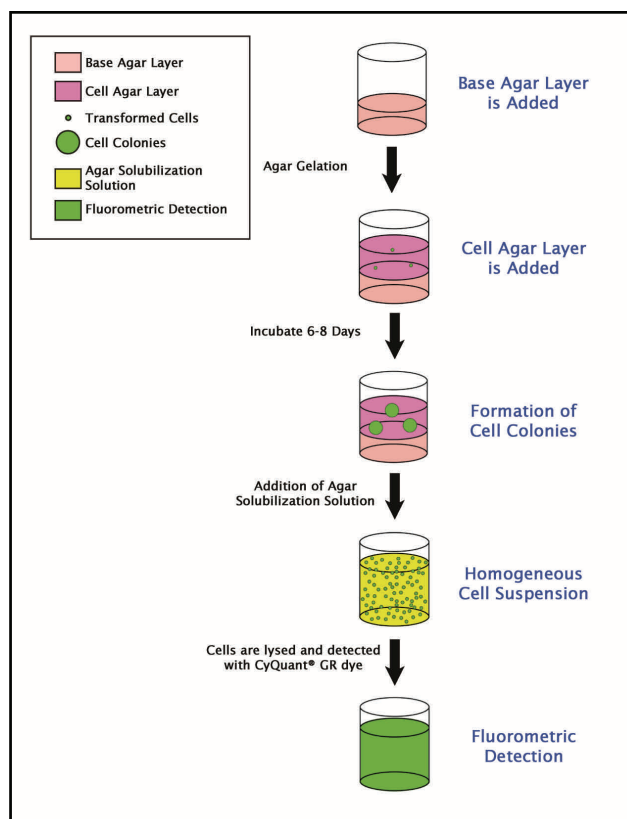 Base Agar Layer
Cell Agar Layer
Transformed Cells
Cell Colonies
Agar Solubilization
Solution
Fluorometric Detection
Base Agar Layer
is Added
Agar Gelation
Cell Agar Layer
is Added
Incubate 6-8 Days
Formation of
Cell Colonies
Addition of Agar
Solubilization Solution
Homogeneous
Cell Suspension
Cells are lysed and detected
with CyQuant® GR dye
Fluorometric
Detection